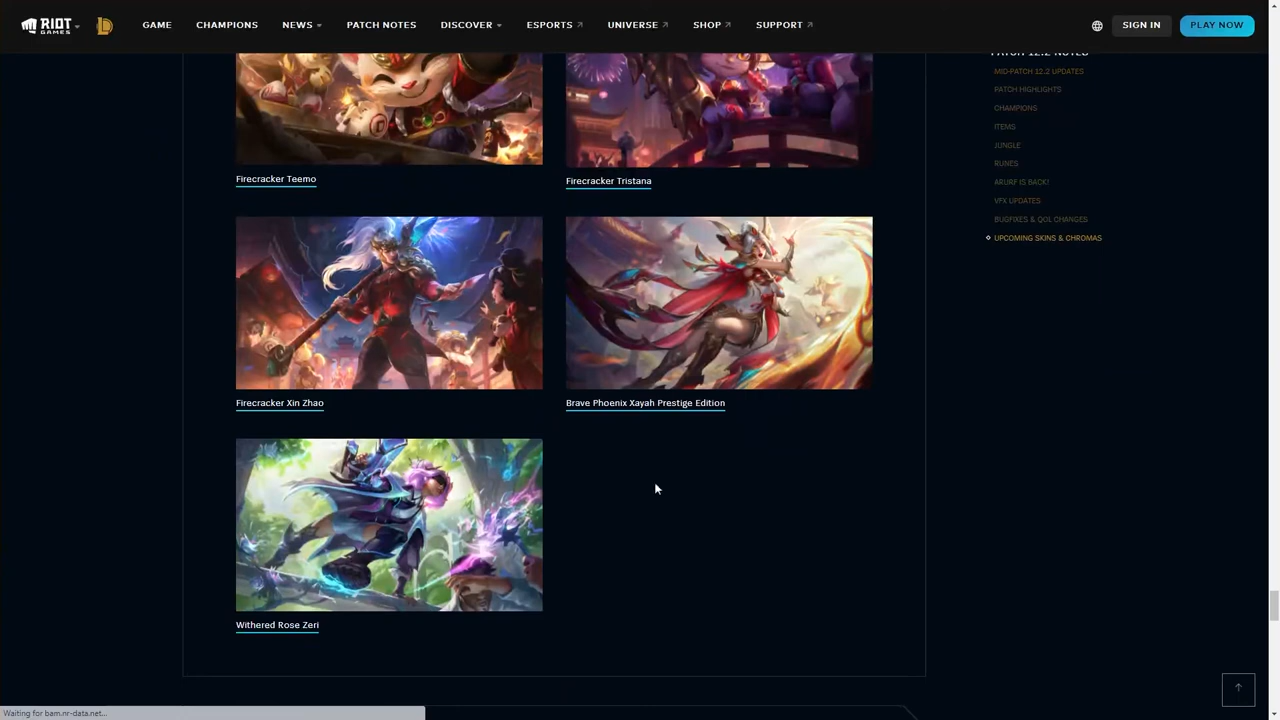 RIOT GAMES
GAME
CHAMPIONS
NEWS
PATCH NOTES
DISCOVER
ESPORTS
UNIVERSE
SHOP
SUPPORT
SIGN IN
PLAY NOW
PATCH 12.2 NOTES
MID-PATCH 12.2 UPDATES
PATCH HIGHLIGHTS
CHAMPIONS
ITEMS
JUNGLE
RUNES
ARURF IS BACK!
VFX UPDATES
BUGFIXES & QOL CHANGES
UPCOMING SKINS & CHROMAS
Firecracker Teemo
Firecracker Tristana
Firecracker Xin Zhao
Brave Phoenix Xayah Prestige Edition
Withered Rose Zeri
Waiting for bam.nr-data.net...